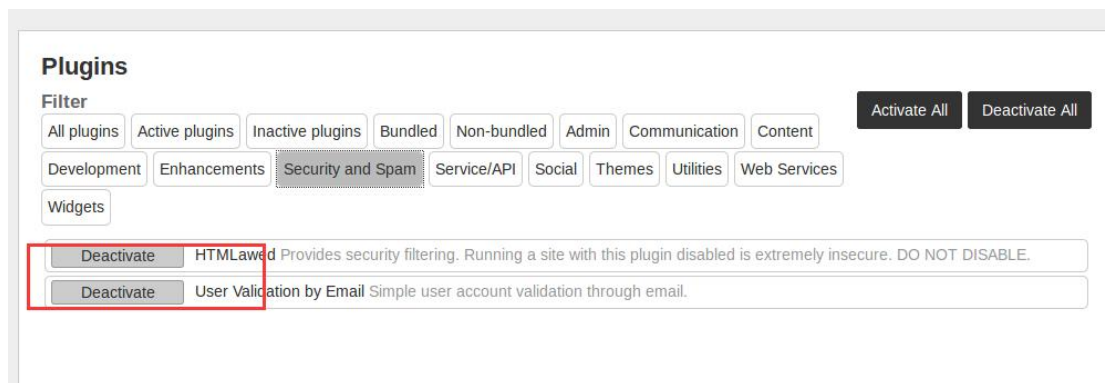 Plugins
Filter
Activate All Deactivate All
All plugins Active plugins Inactive plugins Bundled Non-bundled Admin Communication Content
Development Enhancements Security and Spam Service/API Social Themes Utilities Web Services
Widgets
Deactivate HTMLawed Provides security filtering. Running a site with this plugin disabled is extremely insecure. DO NOT DISABLE.
Deactivate User Validation by Email Simple user account validation through email.